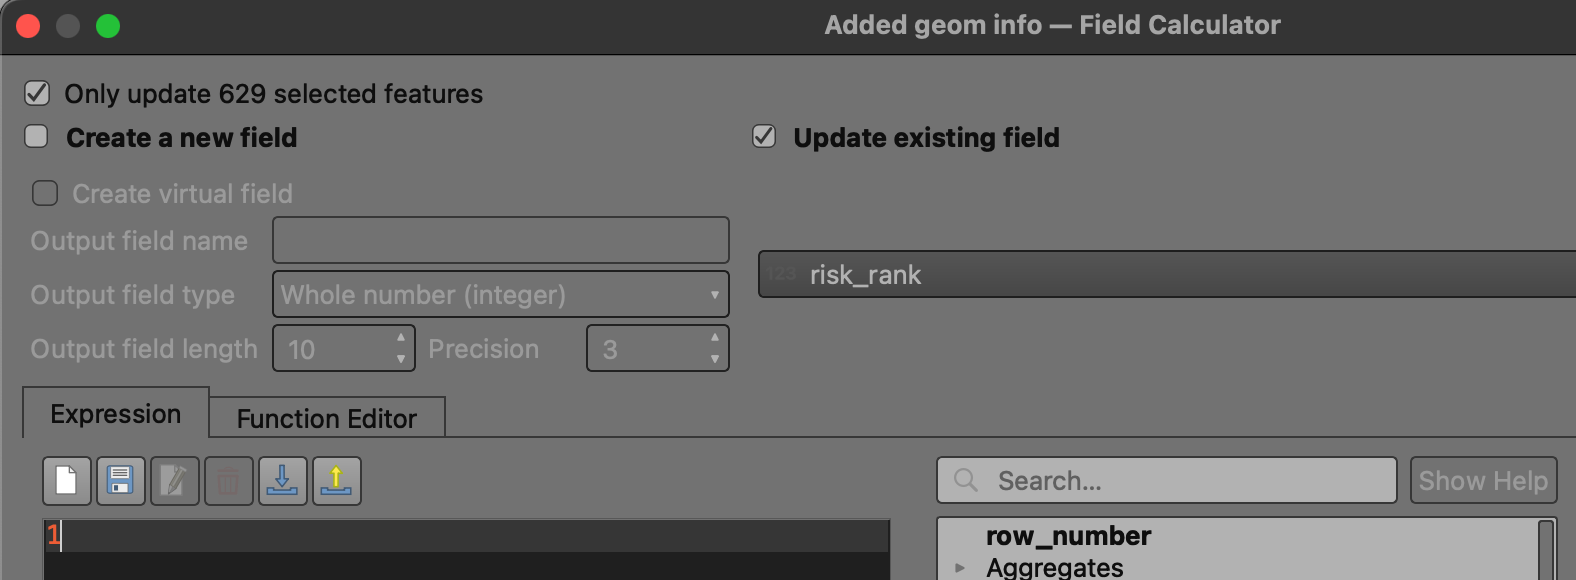 Added geom info — Field Calculator
Only update 629 selected features
Create a new field
Update existing field
Create virtual field
Output field name
123 risk_rank
Output field type Whole number (integer)
Output field length 10 Precision 3
Expression Function Editor
Search... Show Help
1
row_number
Aggregates